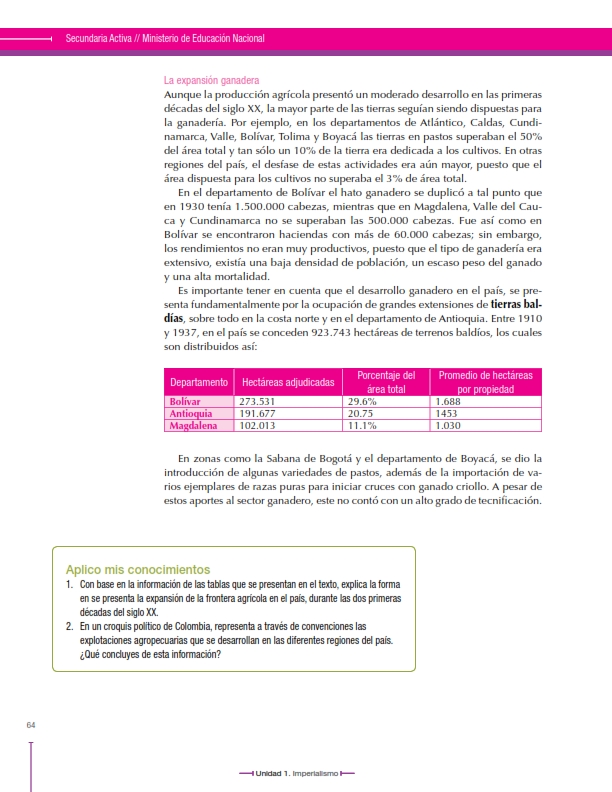 Secundaria Activa // Ministerio de Educación Nacional
La expansión ganadera
Aunque la producción agrícola presentó un moderado desarrollo en las primeras
décadas del siglo XX, la mayor parte de las tierras seguían siendo dispuestas para
la ganadería. Por ejemplo, en los departamentos de Atlántico, Caldas, Cundi-
namarca, Valle, Bolívar, Tolima y Boyacá las tierras en pastos superaban el 50%
del área total y tan sólo un 10% de la tierra era dedicada a los cultivos. En otras
regiones del país, el desfase de estas actividades era aún mayor, puesto que el
área dispuesta para los cultivos no superaba el 3% de área total.
En el departamento de Bolívar el hato ganadero se duplicó a tal punto que
en 1930 tenía 1.500.000 cabezas, mientras que en Magdalena, Valle del Cau-
ca y Cundinamarca no se superaban las 500.000 cabezas. Fue así como en
Bolívar se encontraron haciendas con más de 60.000 cabezas; sin embargo,
los rendimientos no eran muy productivos, puesto que el tipo de ganadería era
extensivo, existía una baja densidad de población, un escaso peso del ganado
y una alta mortalidad.
Es importante tener en cuenta que el desarrollo ganadero en el país, se pre-
senta fundamentalmente por la ocupación de grandes extensiones de tierras bal-
días, sobre todo en la costa norte y en el departamento de Antioquia. Entre 1910
y 1937, en el país se conceden 923.743 hectáreas de terrenos baldíos, los cuales
son distribuidos así:
Departamento Hectáreas adjudicadas Porcentaje del área total Promedio de hectáreas por propiedad
Bolívar 273.531 29.6% 1.688
Antioquia 191.677 20.75 1453
Magdalena 102.013 11.1% 1.030
En zonas como la Sabana de Bogotá y el departamento de Boyacá, se dio la
introducción de algunas variedades de pastos, además de la importación de va-
rios ejemplares de razas puras para iniciar cruces con ganado criollo. A pesar de
estos aportes al sector ganadero, este no contó con un alto grado de tecnificación.
Aplico mis conocimientos
1. Con base en la información de las tablas que se presentan en el texto, explica la forma
en se presenta la expansión de la frontera agrícola en el país, durante las dos primeras
décadas del siglo XX.
2. En un croquis político de Colombia, representa a través de convenciones las
explotaciones agropecuarias que se desarrollan en las diferentes regiones del país.
¿Qué concluyes de esta información?
64
Unidad 1. Imperialismo